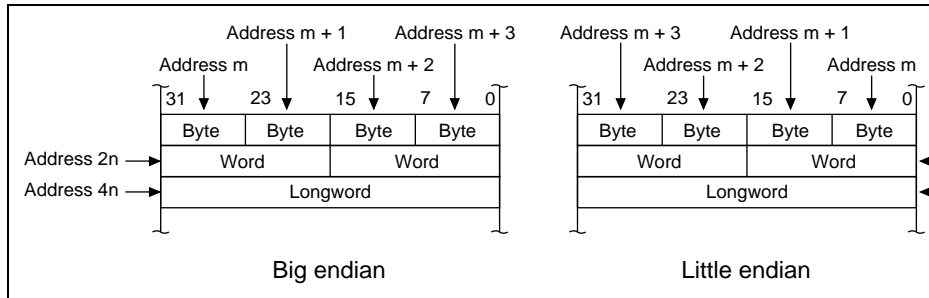 Address m + 1 Address m + 3 Address m + 3 Address m + 1
Address m Address m + 2 Address m + 2 Address m
31 23 15 7 0 31 23 15 7 0
Byte Byte Byte Byte Byte Byte Byte Byte
Address 2n Word Word Word Word
Address 4n Longword Longword
Big endian Little endian